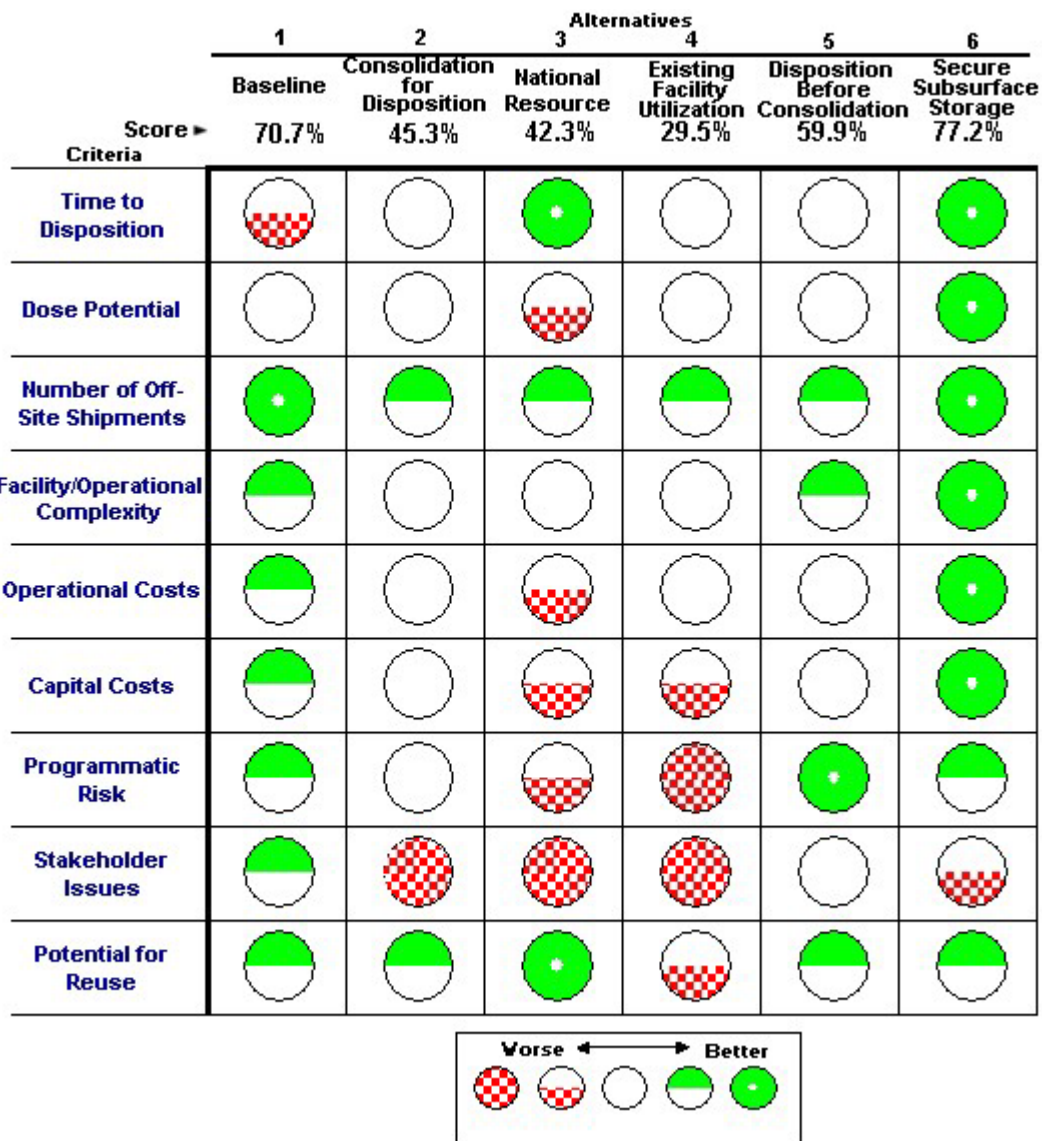 Alternatives
1 2 3 4 5 6
Baseline
Consolidation
for
Disposition
National
Resource
Existing
Facility
Utilization
Disposition
Before
Consolidation
Secure
Subsurface
Storage
Score ► 70.7% 45.3% 42.3% 29.5% 59.9% 77.2%
Criteria
Time to
Disposition
Dose Potential
Number of Off-
Site Shipments
Facility/Operational
Complexity
Operational Costs
Capital Costs
Programmatic
Risk
Stakeholder
Issues
Potential for
Reuse
Worse Better